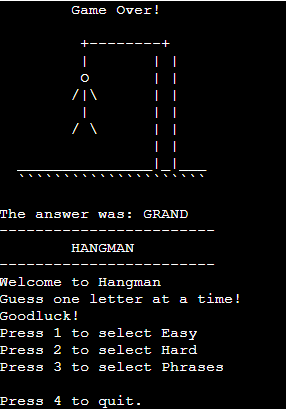 Game Over!
The answer was: GRAND
HANGMAN
Welcome to Hangman
Guess one letter at a time!
Goodluck!
Press 1 to select Easy
Press 2 to select Hard
Press 3 to select Phrases
Press 4 to quit.